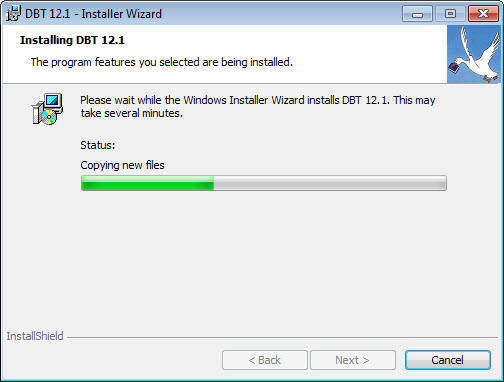 DBT 12.1 - Installer Wizard
Installing DBT 12.1
The program features you selected are being installed.
Please wait while the Windows Installer Wizard installs DBT 12.1. This may
take several minutes.
Status:
Copying new files
InstallShield
< Back
Next >
Cancel